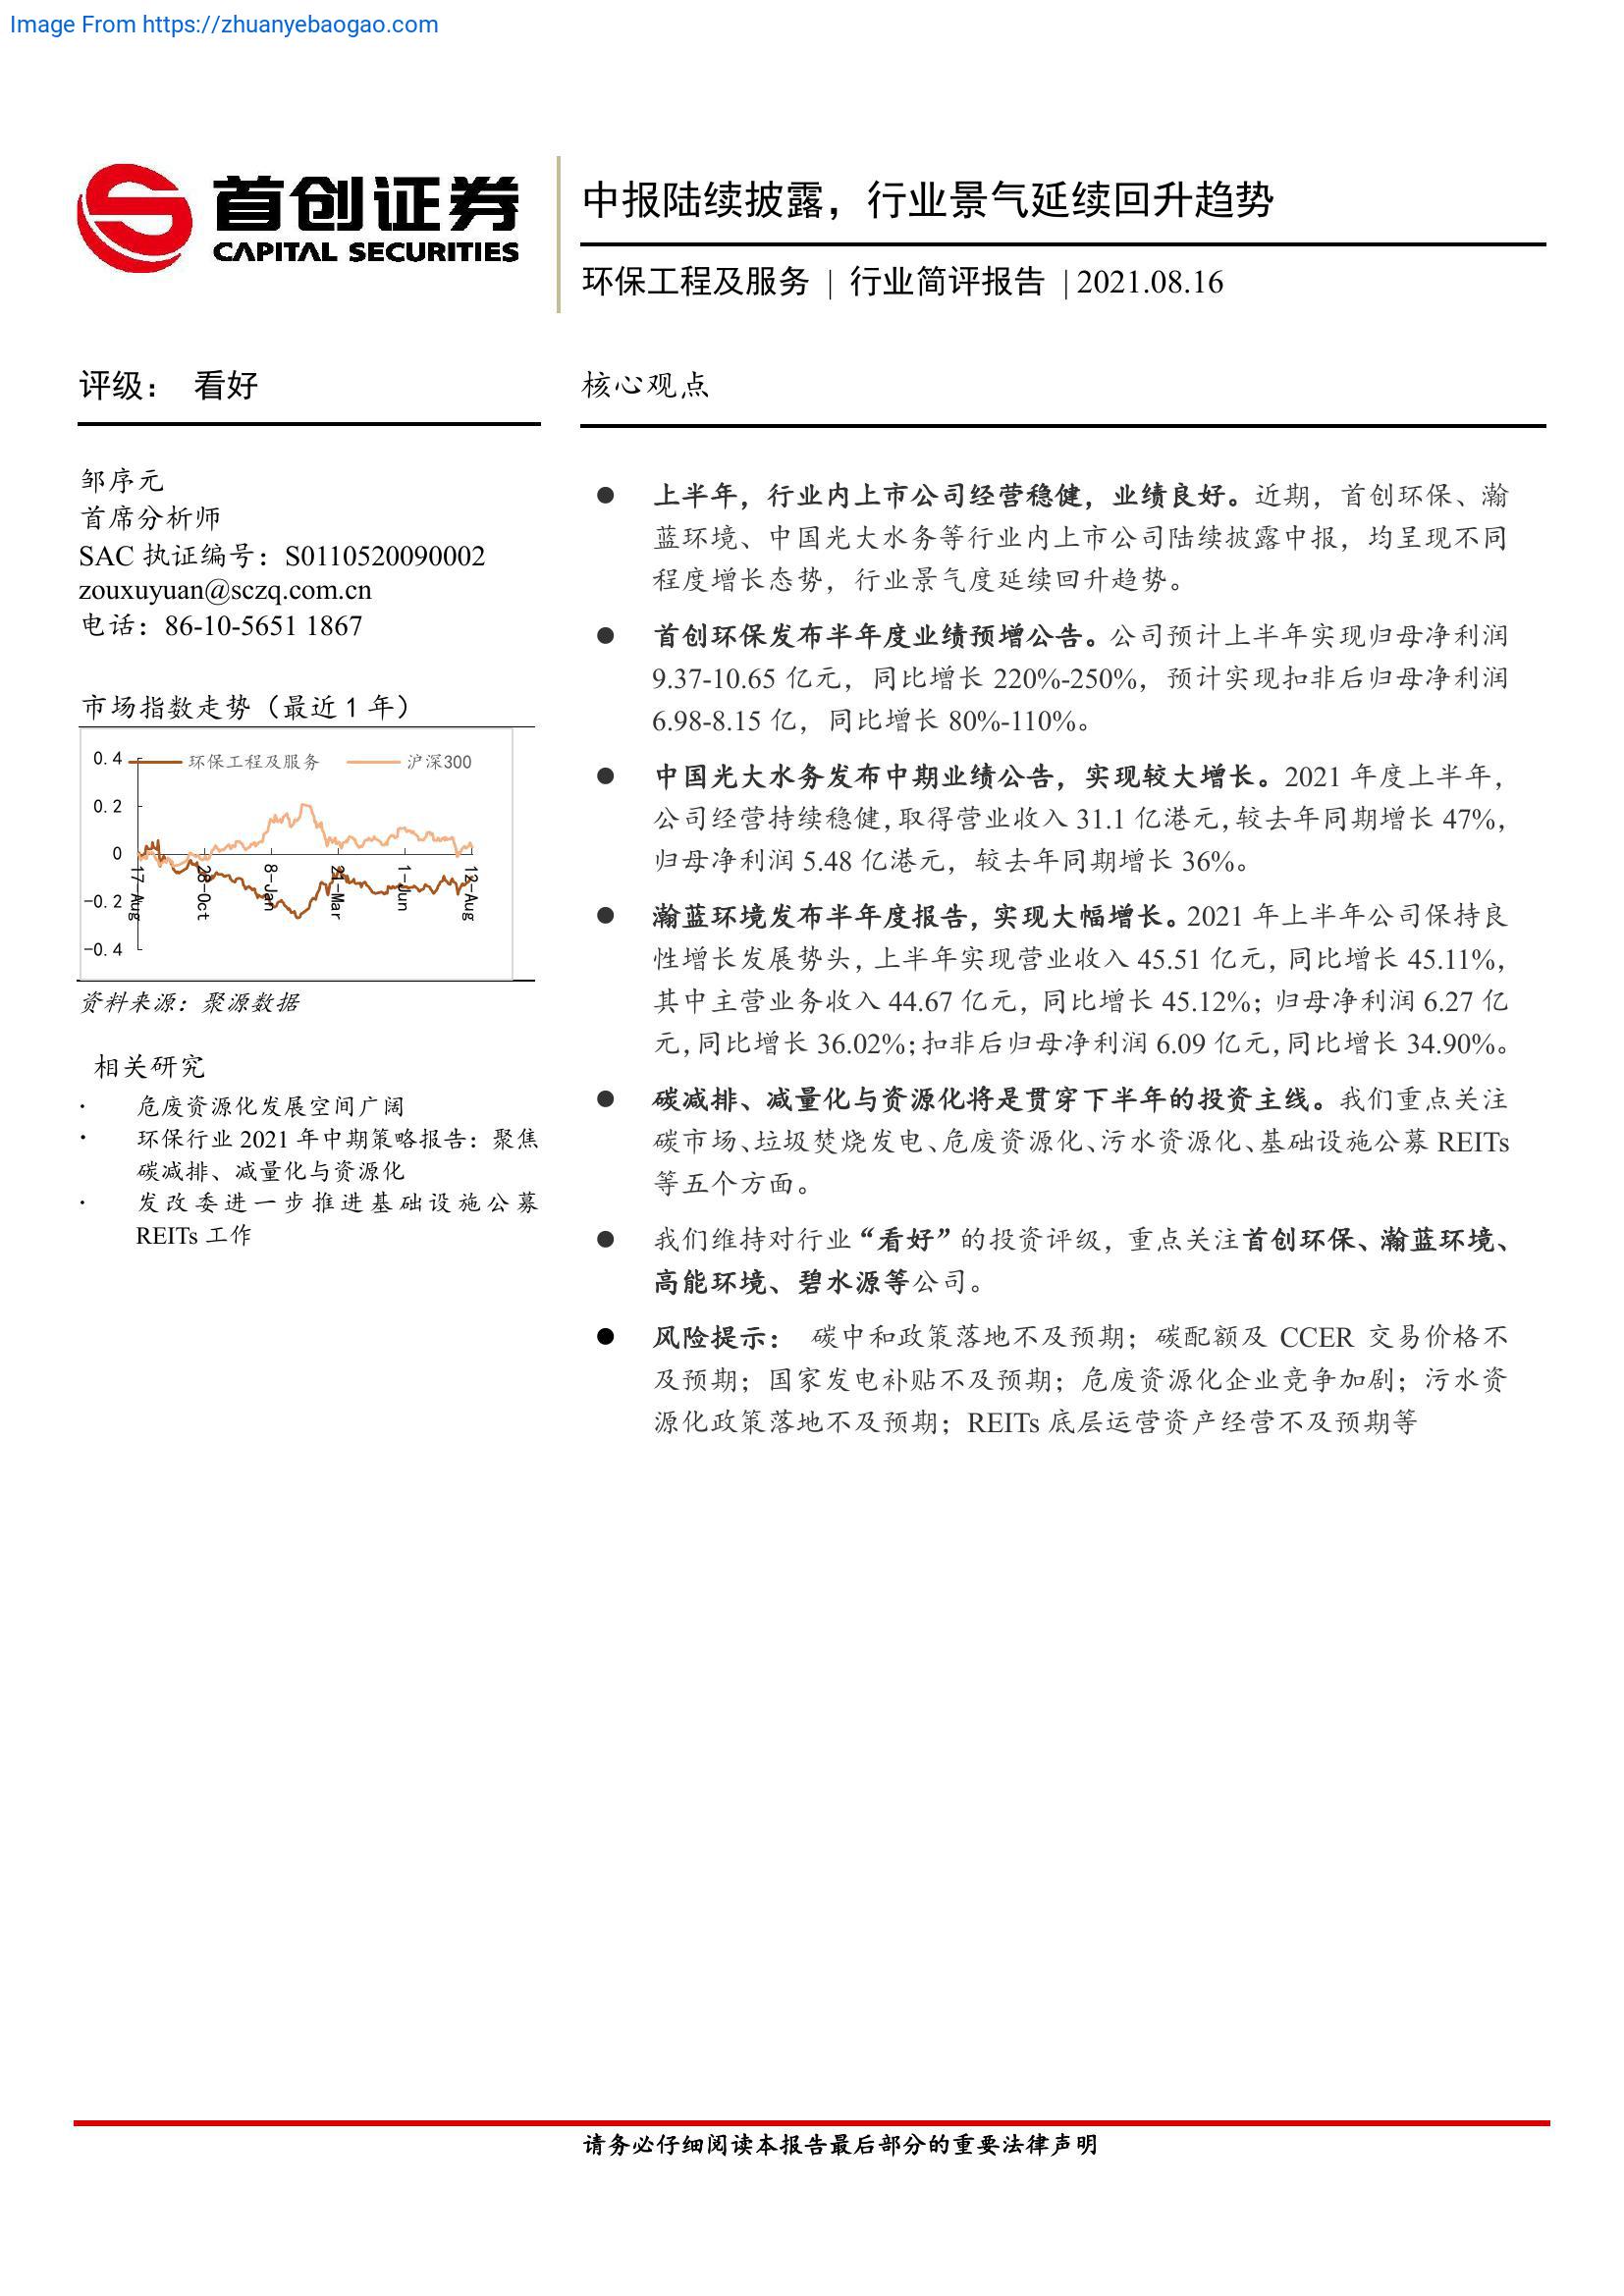 Image From https://zhuanyebaogao.com
首创证券
CAPITAL SECURITIES
中报陆续披露，行业景气延续回升趋势
环保工程及服务 | 行业简评报告 | 2021.08.16
评级： 看好
邹序元
首席分析师
SAC 执证编号：S0110520090002
zouxuyuan@sczq.com.cn
电话：86-10-5651 1867
市场指数走势（最近 1 年）
环保工程及服务 沪深300
0.4
0.2
0
-0.2
-0.4
17-Aug
28-Oct
8-Jan
21-Mar
1-Jun
12-Aug
资料来源：聚源数据
相关研究
· 危废资源化发展空间广阔
· 环保行业 2021 年中期策略报告：聚焦
碳减排、减量化与资源化
· 发改委进一步推进基础设施公募
REITs 工作
核心观点
● 上半年，行业内上市公司经营稳健，业绩良好。近期，首创环保、瀚
蓝环境、中国光大水务等行业内上市公司陆续披露中报，均呈现不同
程度增长态势，行业景气度延续回升趋势。
● 首创环保发布半年度业绩预增公告。公司预计上半年实现归母净利润
9.37-10.65 亿元，同比增长 220%-250%，预计实现扣非后归母净利润
6.98-8.15 亿，同比增长 80%-110%。
● 中国光大水务发布中期业绩公告，实现较大增长。2021 年度上半年，
公司经营持续稳健,取得营业收入 31.1 亿港元,较去年同期增长 47%，
归母净利润 5.48 亿港元，较去年同期增长 36%。
● 瀚蓝环境发布半年度报告，实现大幅增长。2021 年上半年公司保持良
性增长发展势头，上半年实现营业收入 45.51 亿元，同比增长 45.11%，
其中主营业务收入 44.67 亿元，同比增长 45.12%；归母净利润 6.27 亿
元，同比增长 36.02%；扣非后归母净利润 6.09 亿元，同比增长 34.90%。
● 碳减排、减量化与资源化将是贯穿下半年的投资主线。我们重点关注
碳市场、垃圾焚烧发电、危废资源化、污水资源化、基础设施公募 REITs
等五个方面。
● 我们维持对行业“看好”的投资评级，重点关注首创环保、瀚蓝环境、
高能环境、碧水源等公司。
● 风险提示： 碳中和政策落地不及预期；碳配额及 CCER 交易价格不
及预期；国家发电补贴不及预期；危废资源化企业竞争加剧；污水资
源化政策落地不及预期；REITs 底层运营资产经营不及预期等
请务必仔细阅读本报告最后部分的重要法律声明